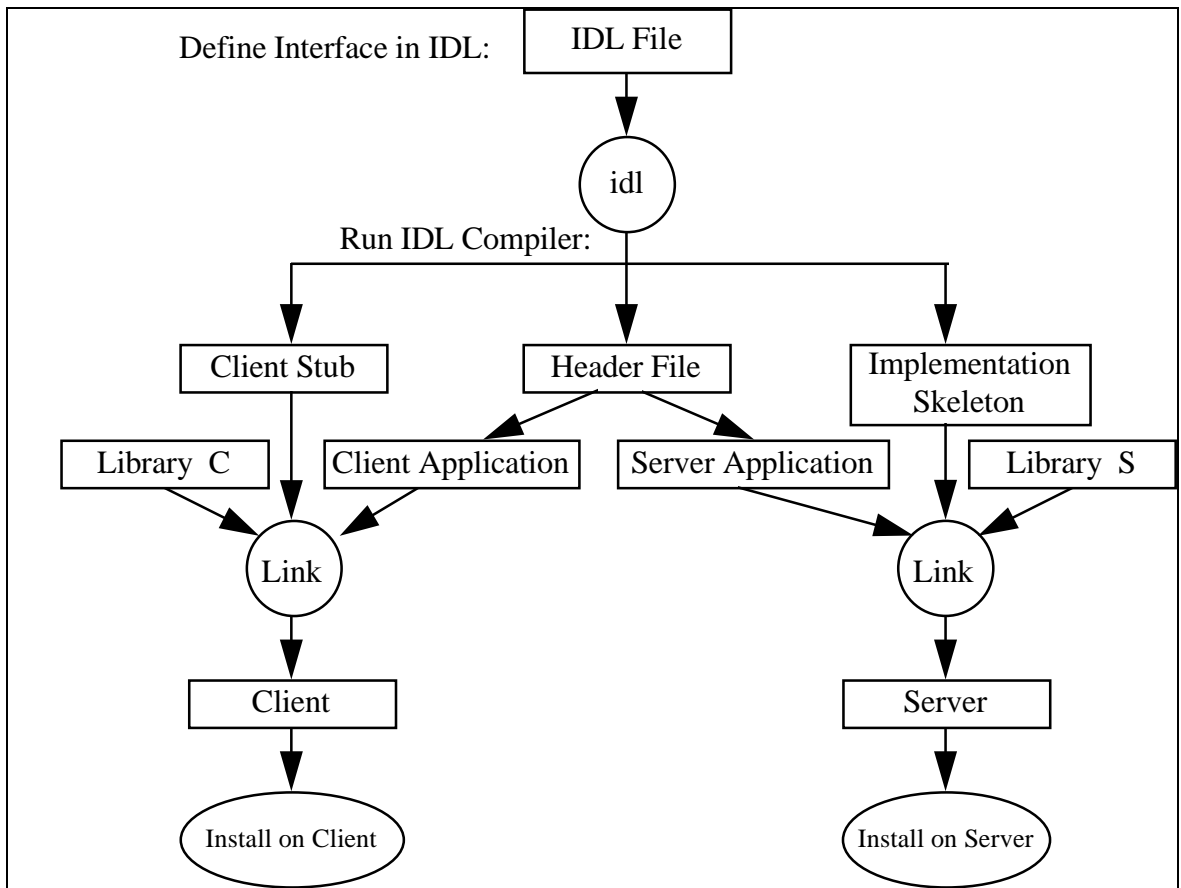 Define Interface in IDL:
IDL File
idl
Run IDL Compiler:
Client Stub
Header File
Implementation
Skeleton
Library C
Client Application
Server Application
Library S
Link
Link
Client
Server
Install on Client
Install on Server